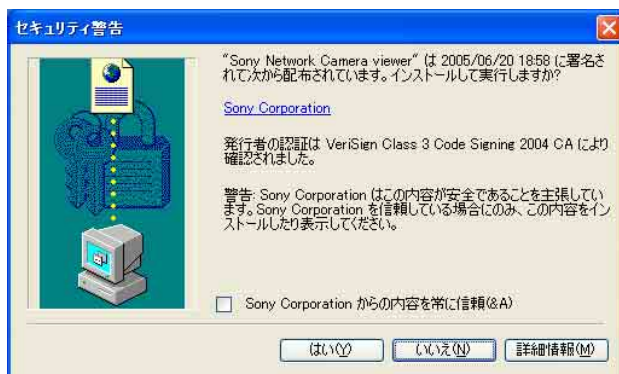 セキュリティ警告
"Sony Network Camera viewer" は 2005/06/20 18:58 に署名さ
れて次から配布されています。インストールして実行しますか?
Sony Corporation
発行者の認証は VeriSign Class 3 Code Signing 2004 CA により
確認されました。
警告: Sony Corporation はこの内容が安全であることを主張してい
ます。Sony Corporation を信頼している場合にのみ、この内容をイン
ストールしたり表示してください。
Sony Corporation からの内容を常に信頼(&A)
はい(Y)
いいえ(N)
詳細情報(M)